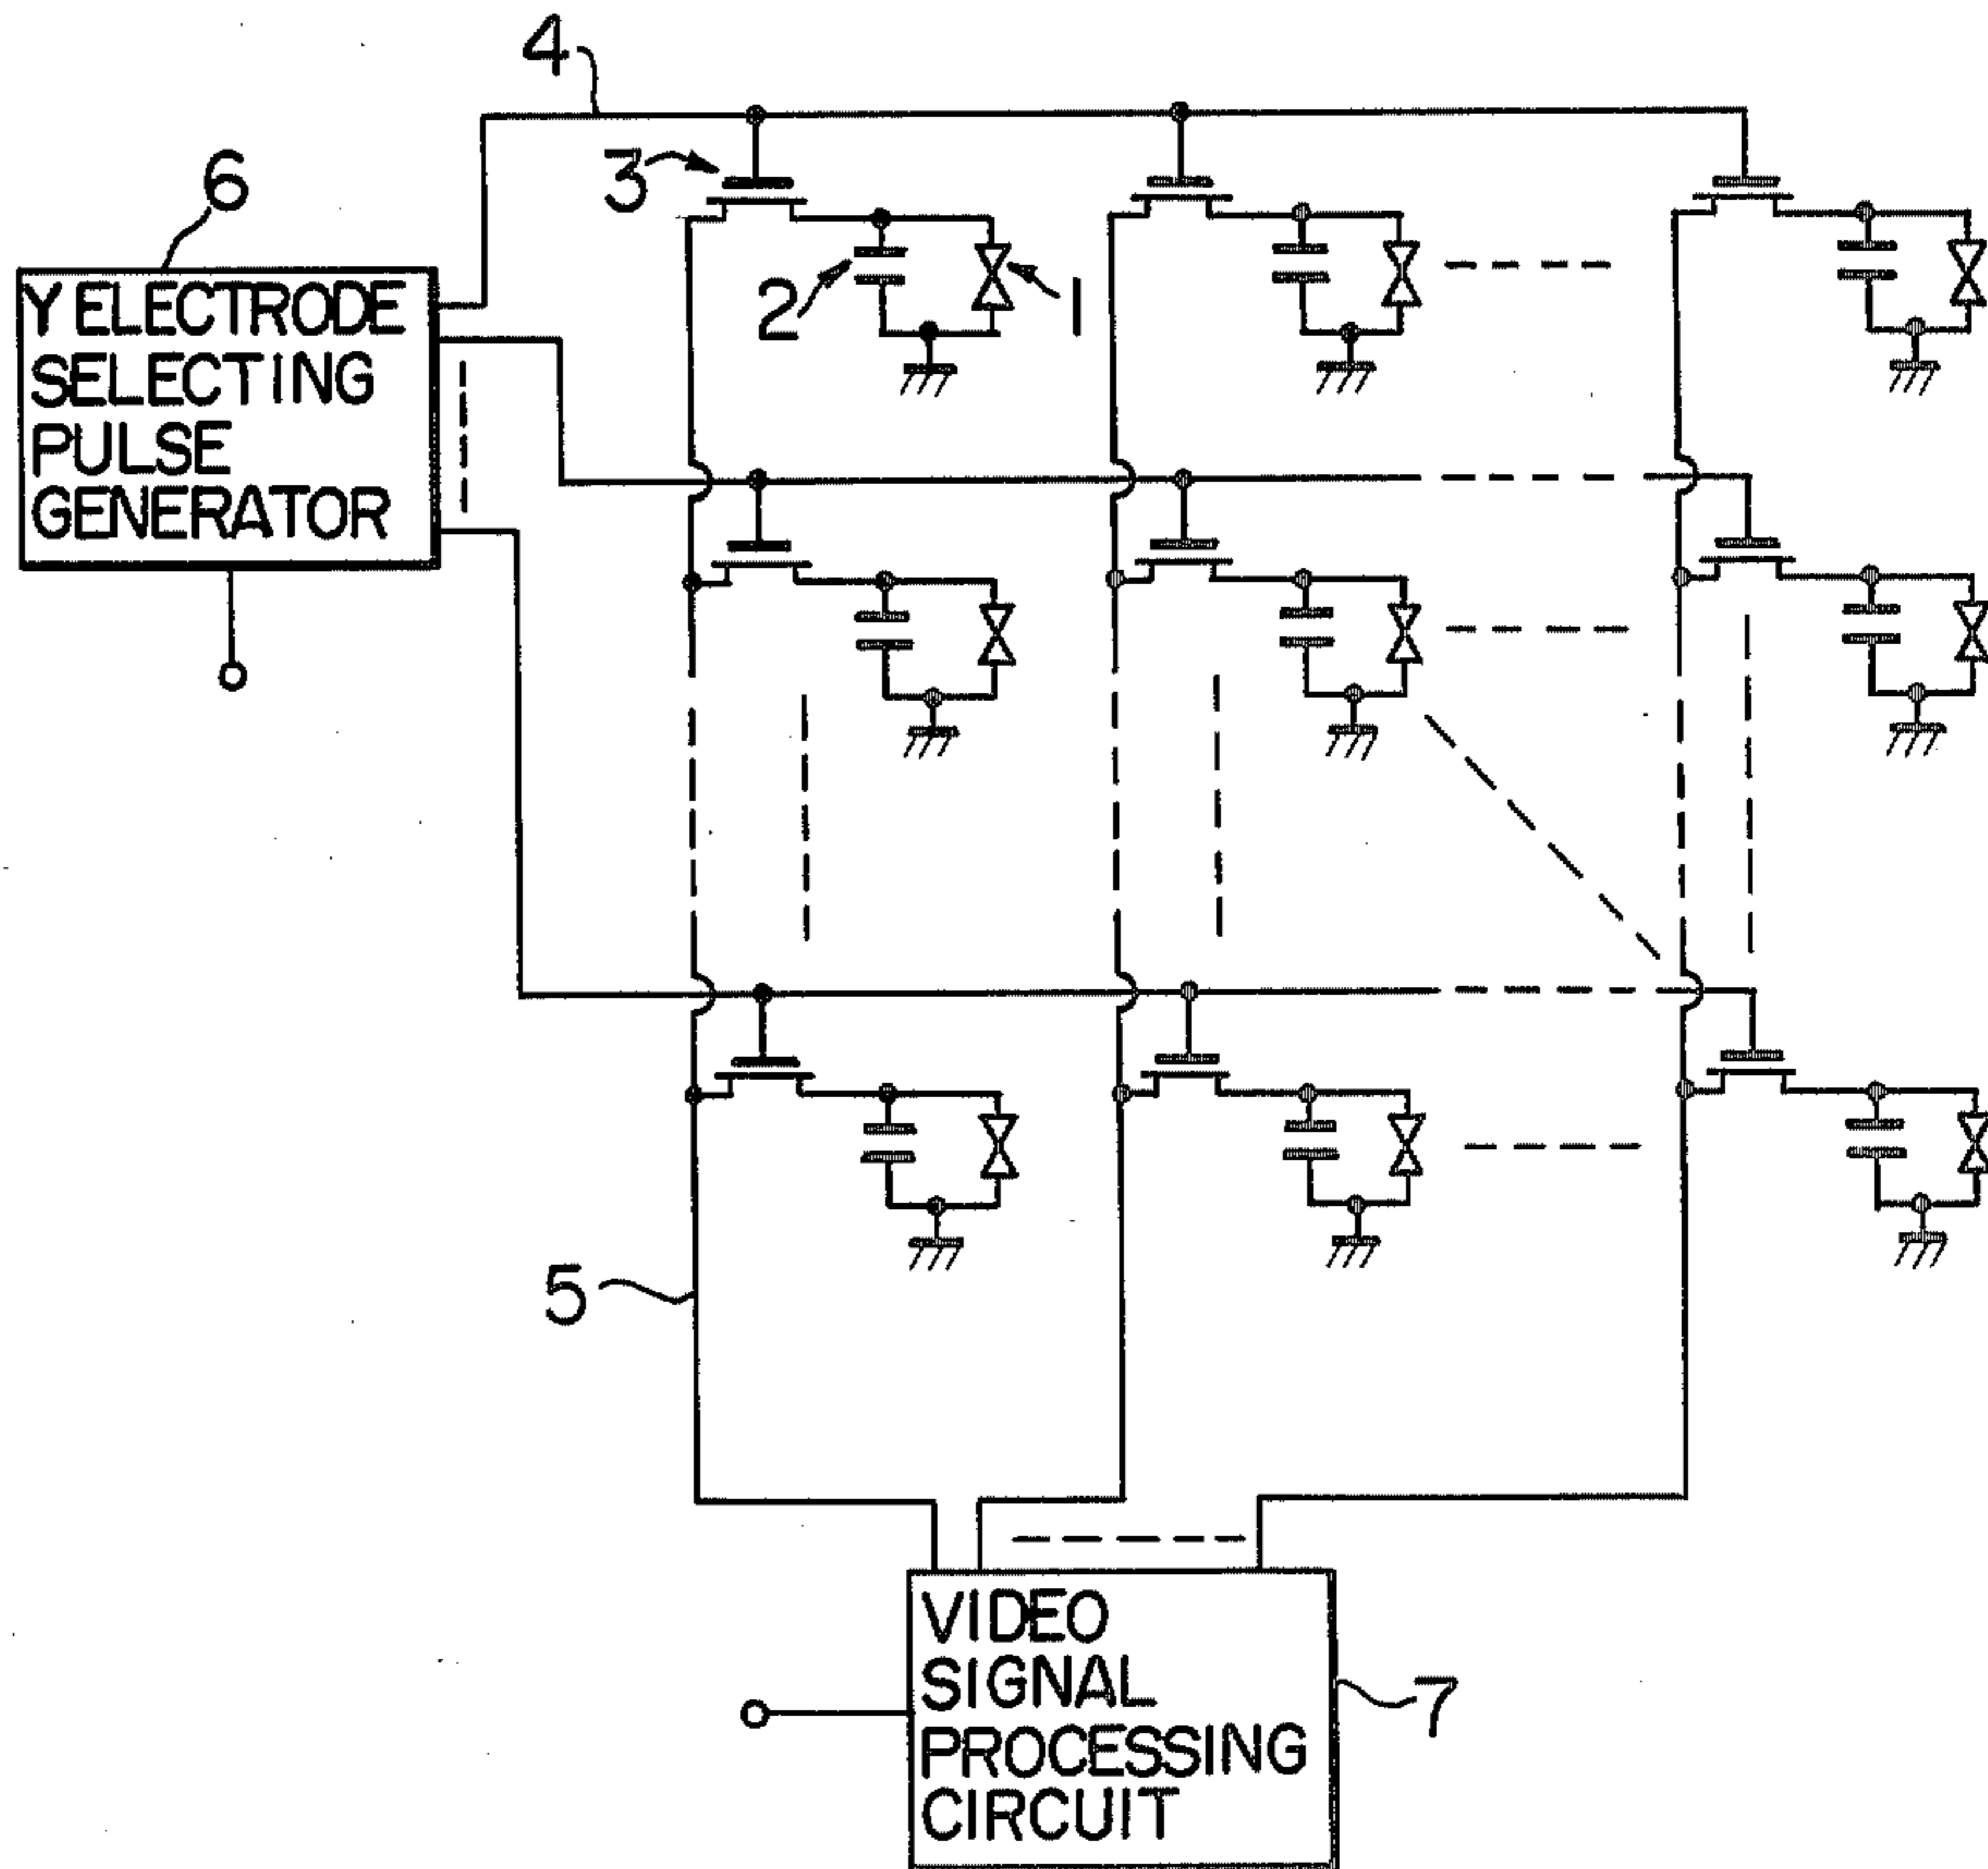 4
3
6
2
1
Y ELECTRODE
SELECTING
PULSE
GENERATOR
5
VIDEO
SIGNAL
PROCESSING
CIRCUIT
7